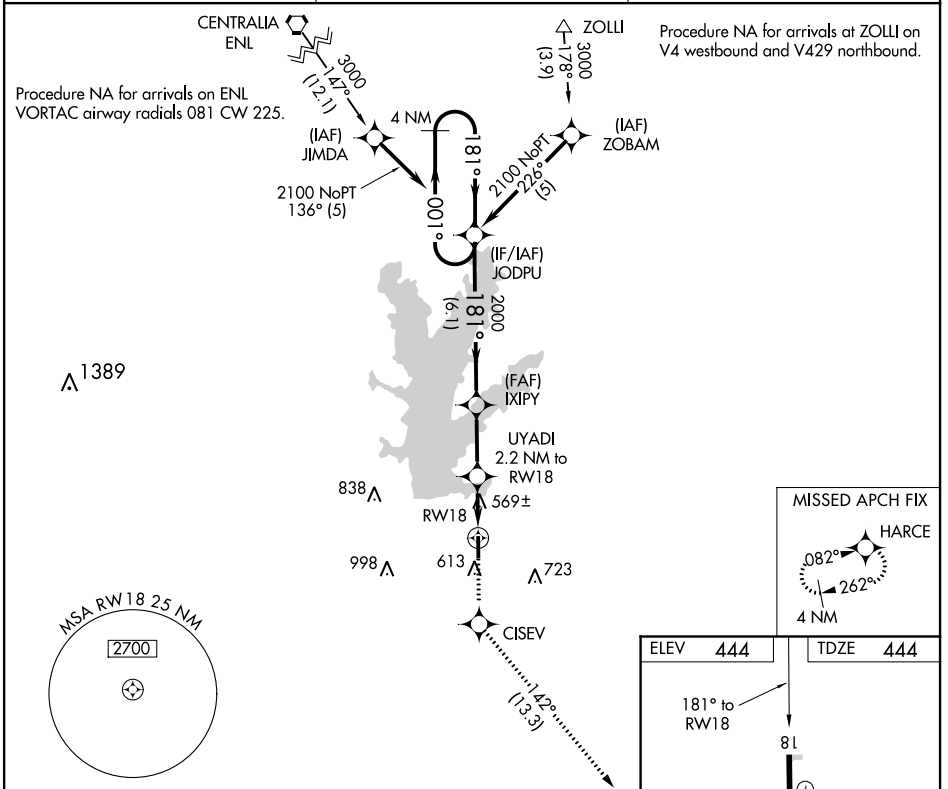 CENTRALIA
ENL
ZOLLI
Procedure NA for arrivals at ZOLLI on
V4 westbound and V429 northbound.
3000
147°
(12.1)
3000
178°
(3.9)
Procedure NA for arrivals on ENL
VORTAC airway radials 081 CW 225.
4 NM
(IAF)
JIMDA
(IAF)
ZOBAM
181°
001°
2100 NoPT
136° (5)
2100 NoPT
226°
(5)
(IF/IAF)
JODPU
2000
181°
(6.1)
1389
(FAF)
IXIPY
UYADI
2.2 NM to
RW18
838
569±
RW18
998
613
723
CISEV
142°
(13.3)
MSA RW18 25 NM
2700
MISSED APCH FIX
HARCE
082°
262°
4 NM
ELEV 444
TDZE 444
181° to
RW18
18